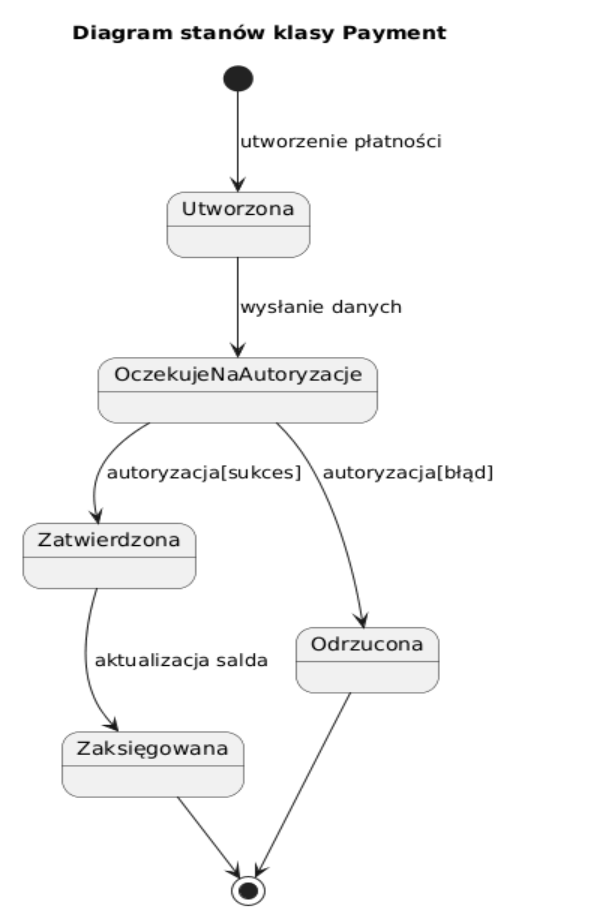 Diagram stanów klasy Payment
utworzenie płatności
Utworzona
wysłanie danych
OczekujeNaAutoryzacje
autoryzacja[sukces]
autoryzacja[błąd]
Zatwierdzona
Odrzucona
aktualizacja salda
Zaksięgowana